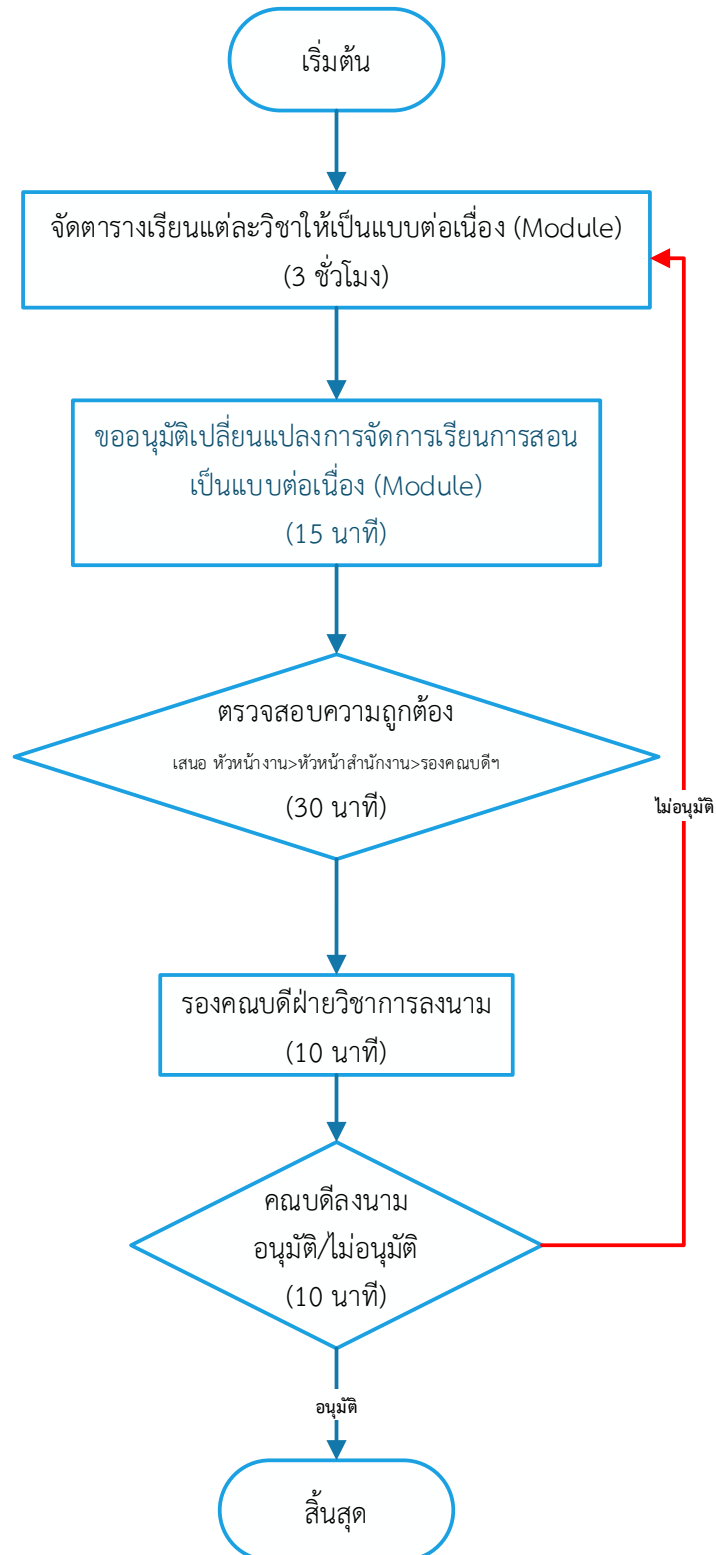 เริ่มต้น
จัดตารางเรียนแต่ละวิชาให้เป็นแบบต่อเนื่อง (Module)
(3 ชั่วโมง)
ขออนุมัติเปลี่ยนแปลงการจัดการเรียนการสอน
เป็นแบบต่อเนื่อง (Module)
(15 นาที)
ตรวจสอบความถูกต้อง
เสนอ หัวหน้างาน>หัวหน้าสำนักงาน>รองคณบดีฯ
(30 นาที)
ไม่อนุมัติ
รองคณบดีฝ่ายวิชาการลงนาม
(10 นาที)
คณบดีลงนาม
อนุมัติ/ไม่อนุมัติ
(10 นาที)
อนุมัติ
สิ้นสุด